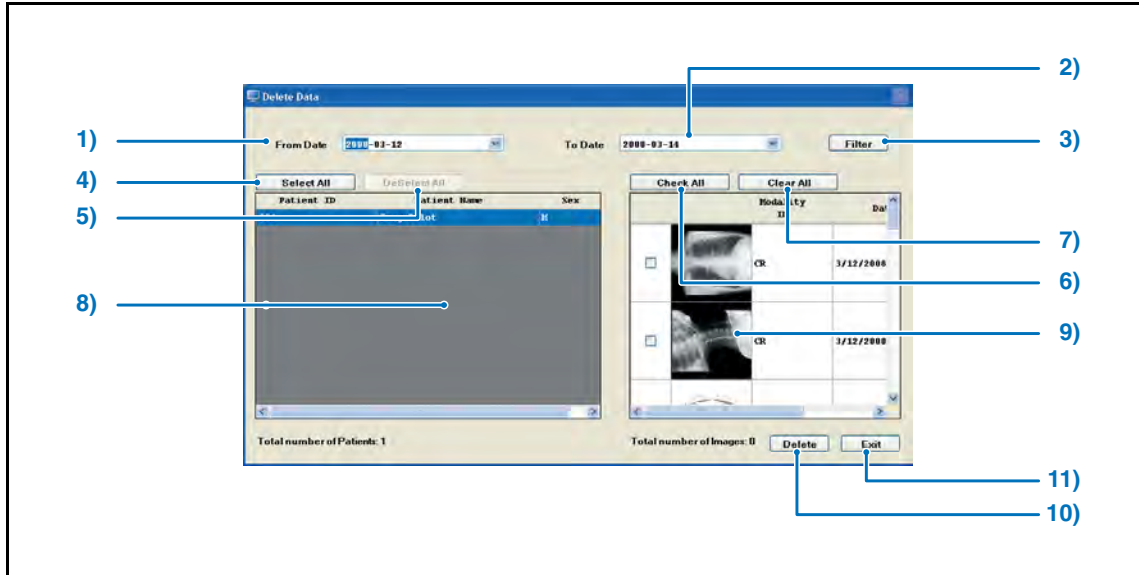 2)
Delete Data
1)
From Date 2008-03-12 To Date 2008-03-14 Filter
3)
4)
Select All DeSelect All Check All Clear All
Patient ID Patient Name Sex Modality
5)
M
7)
CR 3/12/2008
6)
8)
9)
CR 3/12/2008
Total number of Patients: 1 Total number of Images: 0 Delete Exit
11)
10)